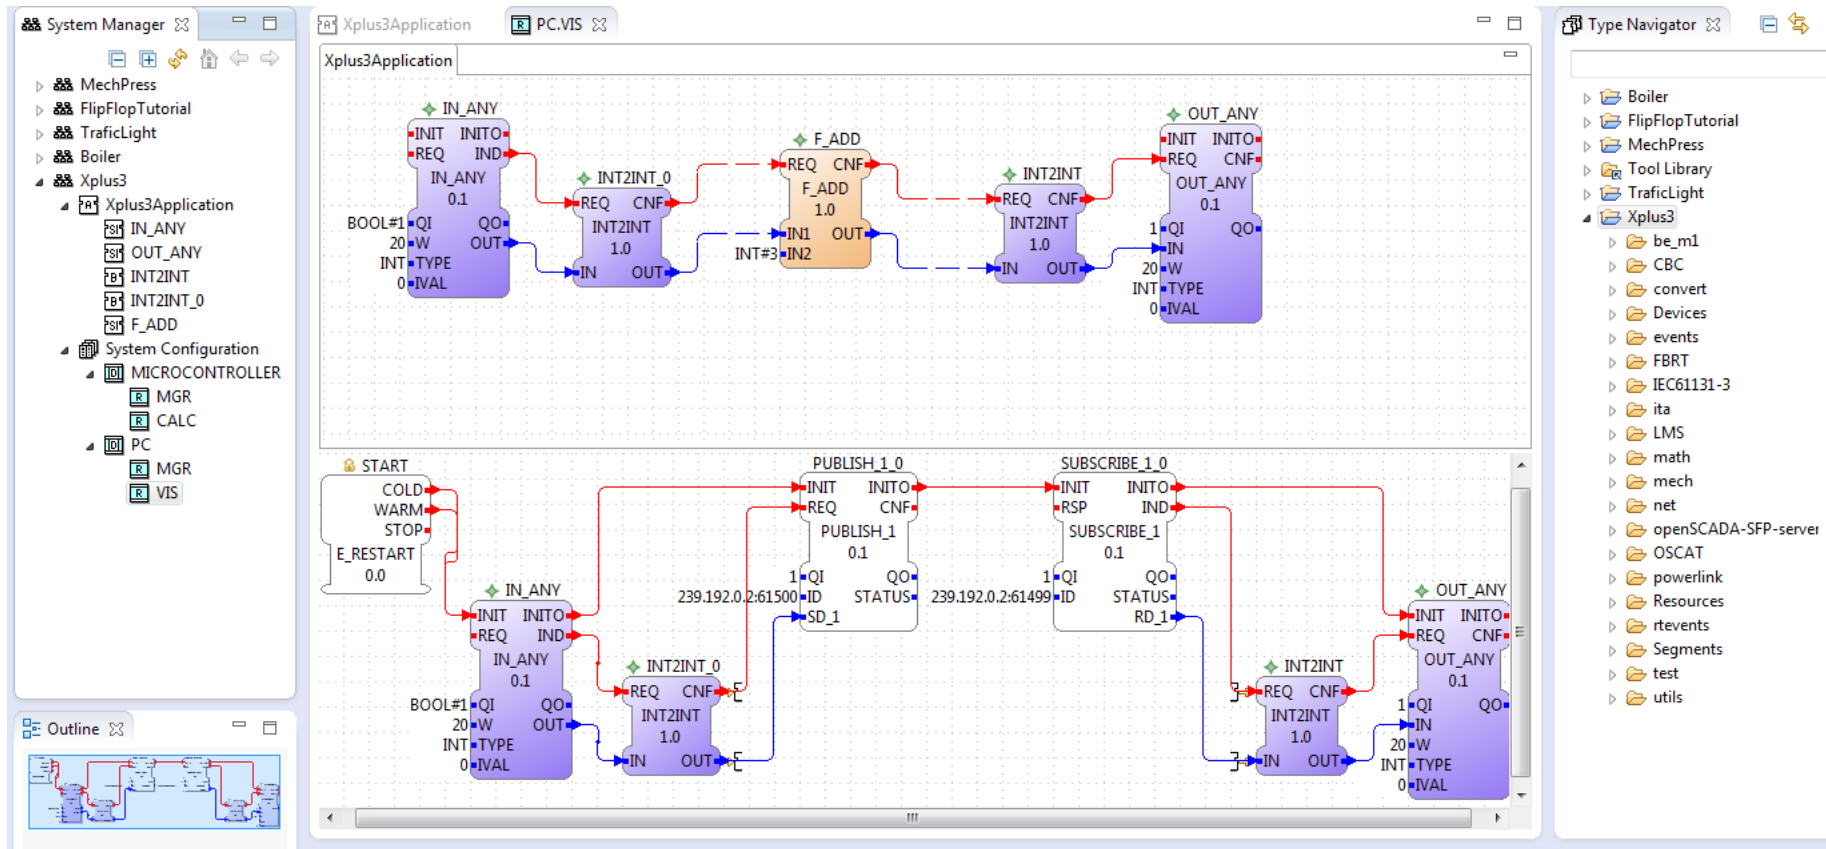 System Manager
MechPress
FlipFlopTutorial
TraficLight
Boiler
Xplus3
Xplus3Application
IN_ANY
OUT_ANY
INT2INT
INT2INT_0
F_ADD
System Configuration
MICROCONTROLLER
MGR
CALC
PC
MGR
VIS
Outline
Xplus3Application
PC.VIS
Xplus3Application
IN_ANY
INIT INITO
REQ IND
IN_ANY
0.1
BOOL#1 QI QO
20 W OUT
INT TYPE
0 IVAL
INT2INT_0
REQ CNF
INT2INT
1.0
IN OUT
F_ADD
REQ CNF
F_ADD
1.0
IN1 OUT
INT#3 IN2
INT2INT
REQ CNF
INT2INT
1.0
IN OUT
OUT_ANY
INIT INITO
REQ CNF
OUT_ANY
0.1
1 QI QO
IN
20 W
INT TYPE
0 IVAL
START
COLD
WARM
STOP
E_RESTART
0.0
IN_ANY
INIT INITO
REQ IND
IN_ANY
0.1
BOOL#1 QI QO
20 W OUT
INT TYPE
0 IVAL
INT2INT_0
REQ CNF
INT2INT
1.0
IN OUT
PUBLISH_1_0
INIT INITO
REQ CNF
PUBLISH_1
0.1
1 QI QO
239.192.0.2:61500 ID STATUS
SD_1
SUBSCRIBE_1_0
INIT INITO
RSP IND
SUBSCRIBE_1
0.1
1 QI QO
239.192.0.2:61499 ID STATUS
RD_1
INT2INT
REQ CNF
INT2INT
1.0
IN OUT
OUT_ANY
INIT INITO
REQ CNF
OUT_ANY
0.1
1 QI QO
IN
20 W
INT TYPE
0 IVAL
Type Navigator
Boiler
FlipFlopTutorial
MechPress
Tool Library
TraficLight
Xplus3
be_m1
CBC
convert
Devices
events
FBRT
IEC61131-3
ita
LMS
math
mech
net
openSCADA-SFP-server
OSCAT
powerlink
Resources
rtevents
Segments
test
utils